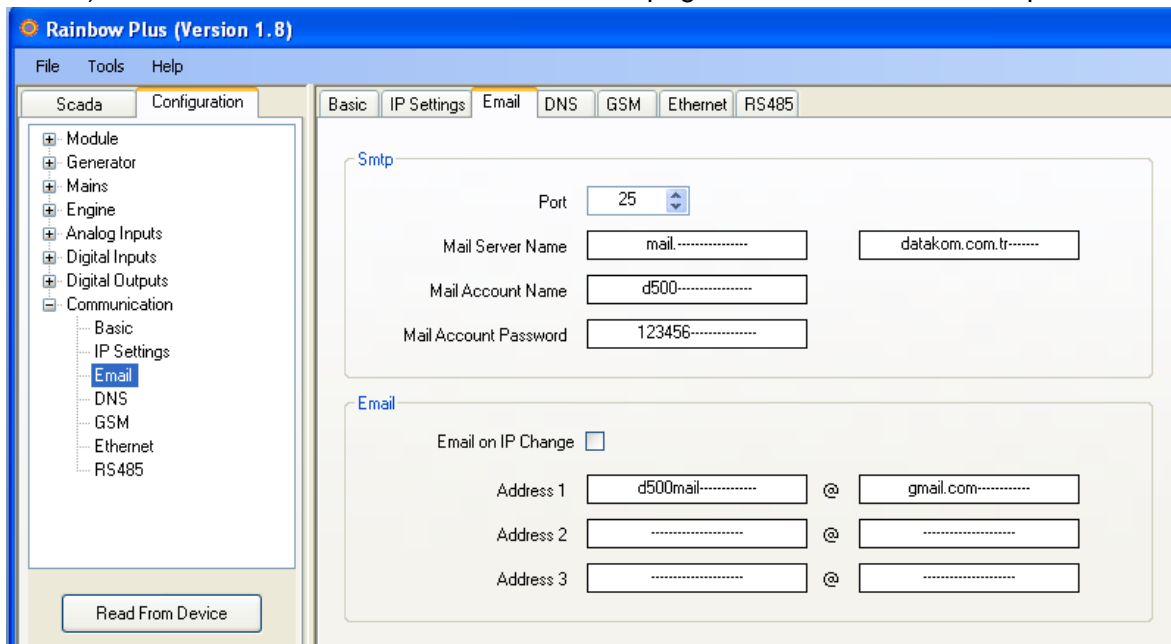 Rainbow Plus (Version 1.8)
File Tools Help
Scada Configuration
Basic IP Settings Email DNS GSM Ethernet RS485
Module
Generator
Mains
Engine
Analog Inputs
Digital Inputs
Digital Outputs
Communication
Basic
IP Settings
Email
DNS
GSM
Ethernet
RS485
Read From Device
Smtp
Port 25
Mail Server Name mail.--------------- datakom.com.tr-------
Mail Account Name d500----------------
Mail Account Password 123456--------------
Email
Email on IP Change
Address 1 d500mail------------ @ gmail.com-----------
Address 2 -------------------- @ --------------------
Address 3 -------------------- @ --------------------